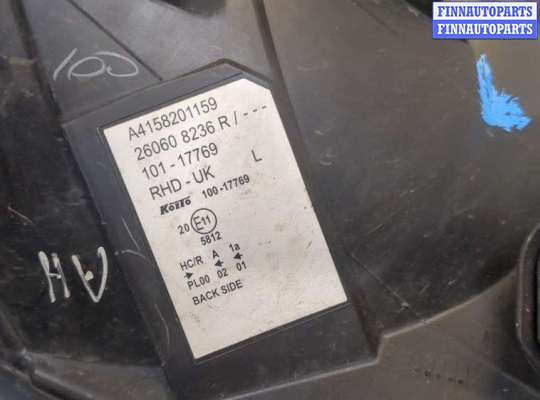 FINNAUTOPARTS
FINNAUTOPARTS
100
A4158201159
26060 8236 R / - - -
101 - 17769
RHD - UK L
Koito 100-17769
20 E11
5812
HC/R A 1a
PL00 02 01
BACK SIDE